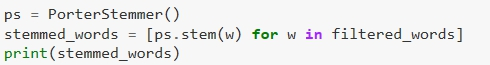 ps = PorterStemmer()
stemmed_words = [ps.stem(w) for w in filtered_words]
print(stemmed_words)